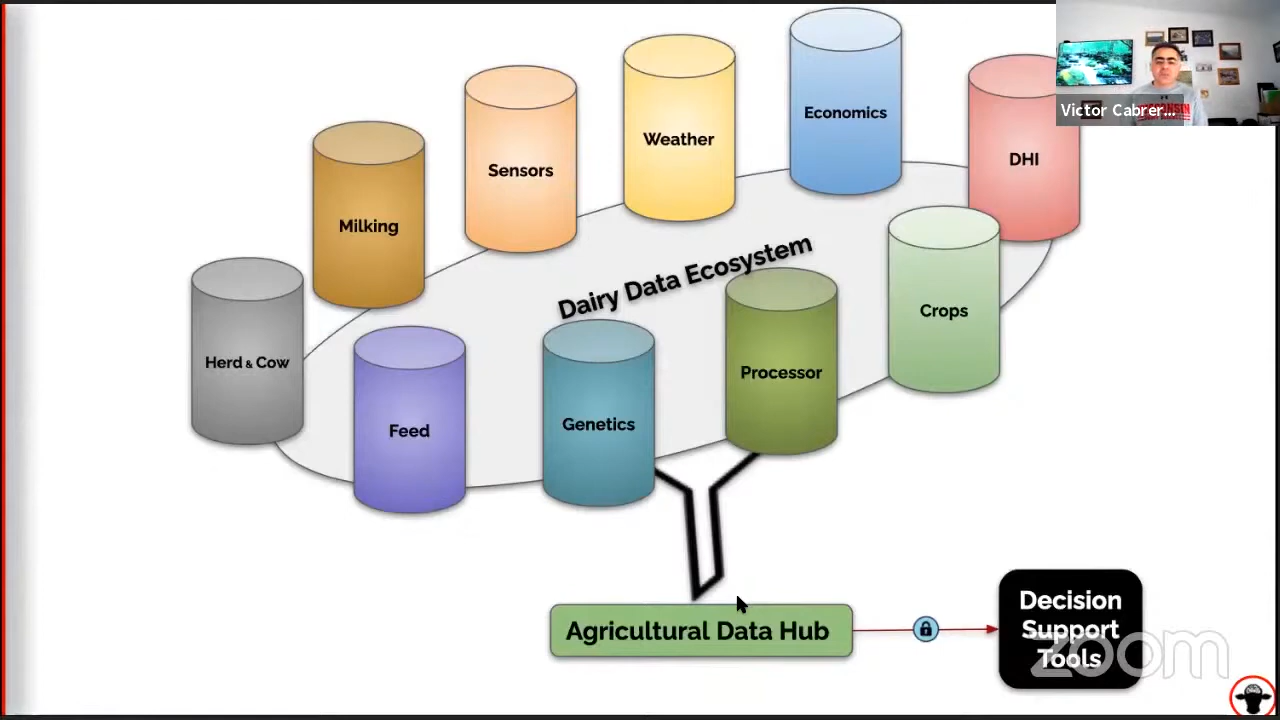 Economics
Weather
DHI
Sensors
Milking
Victor Cabrer...
WISCONSIN
Dairy Data Ecosystem
Crops
Herd & Cow
Processor
Feed
Genetics
Agricultural Data Hub
Decision
Support
Tools
zoom